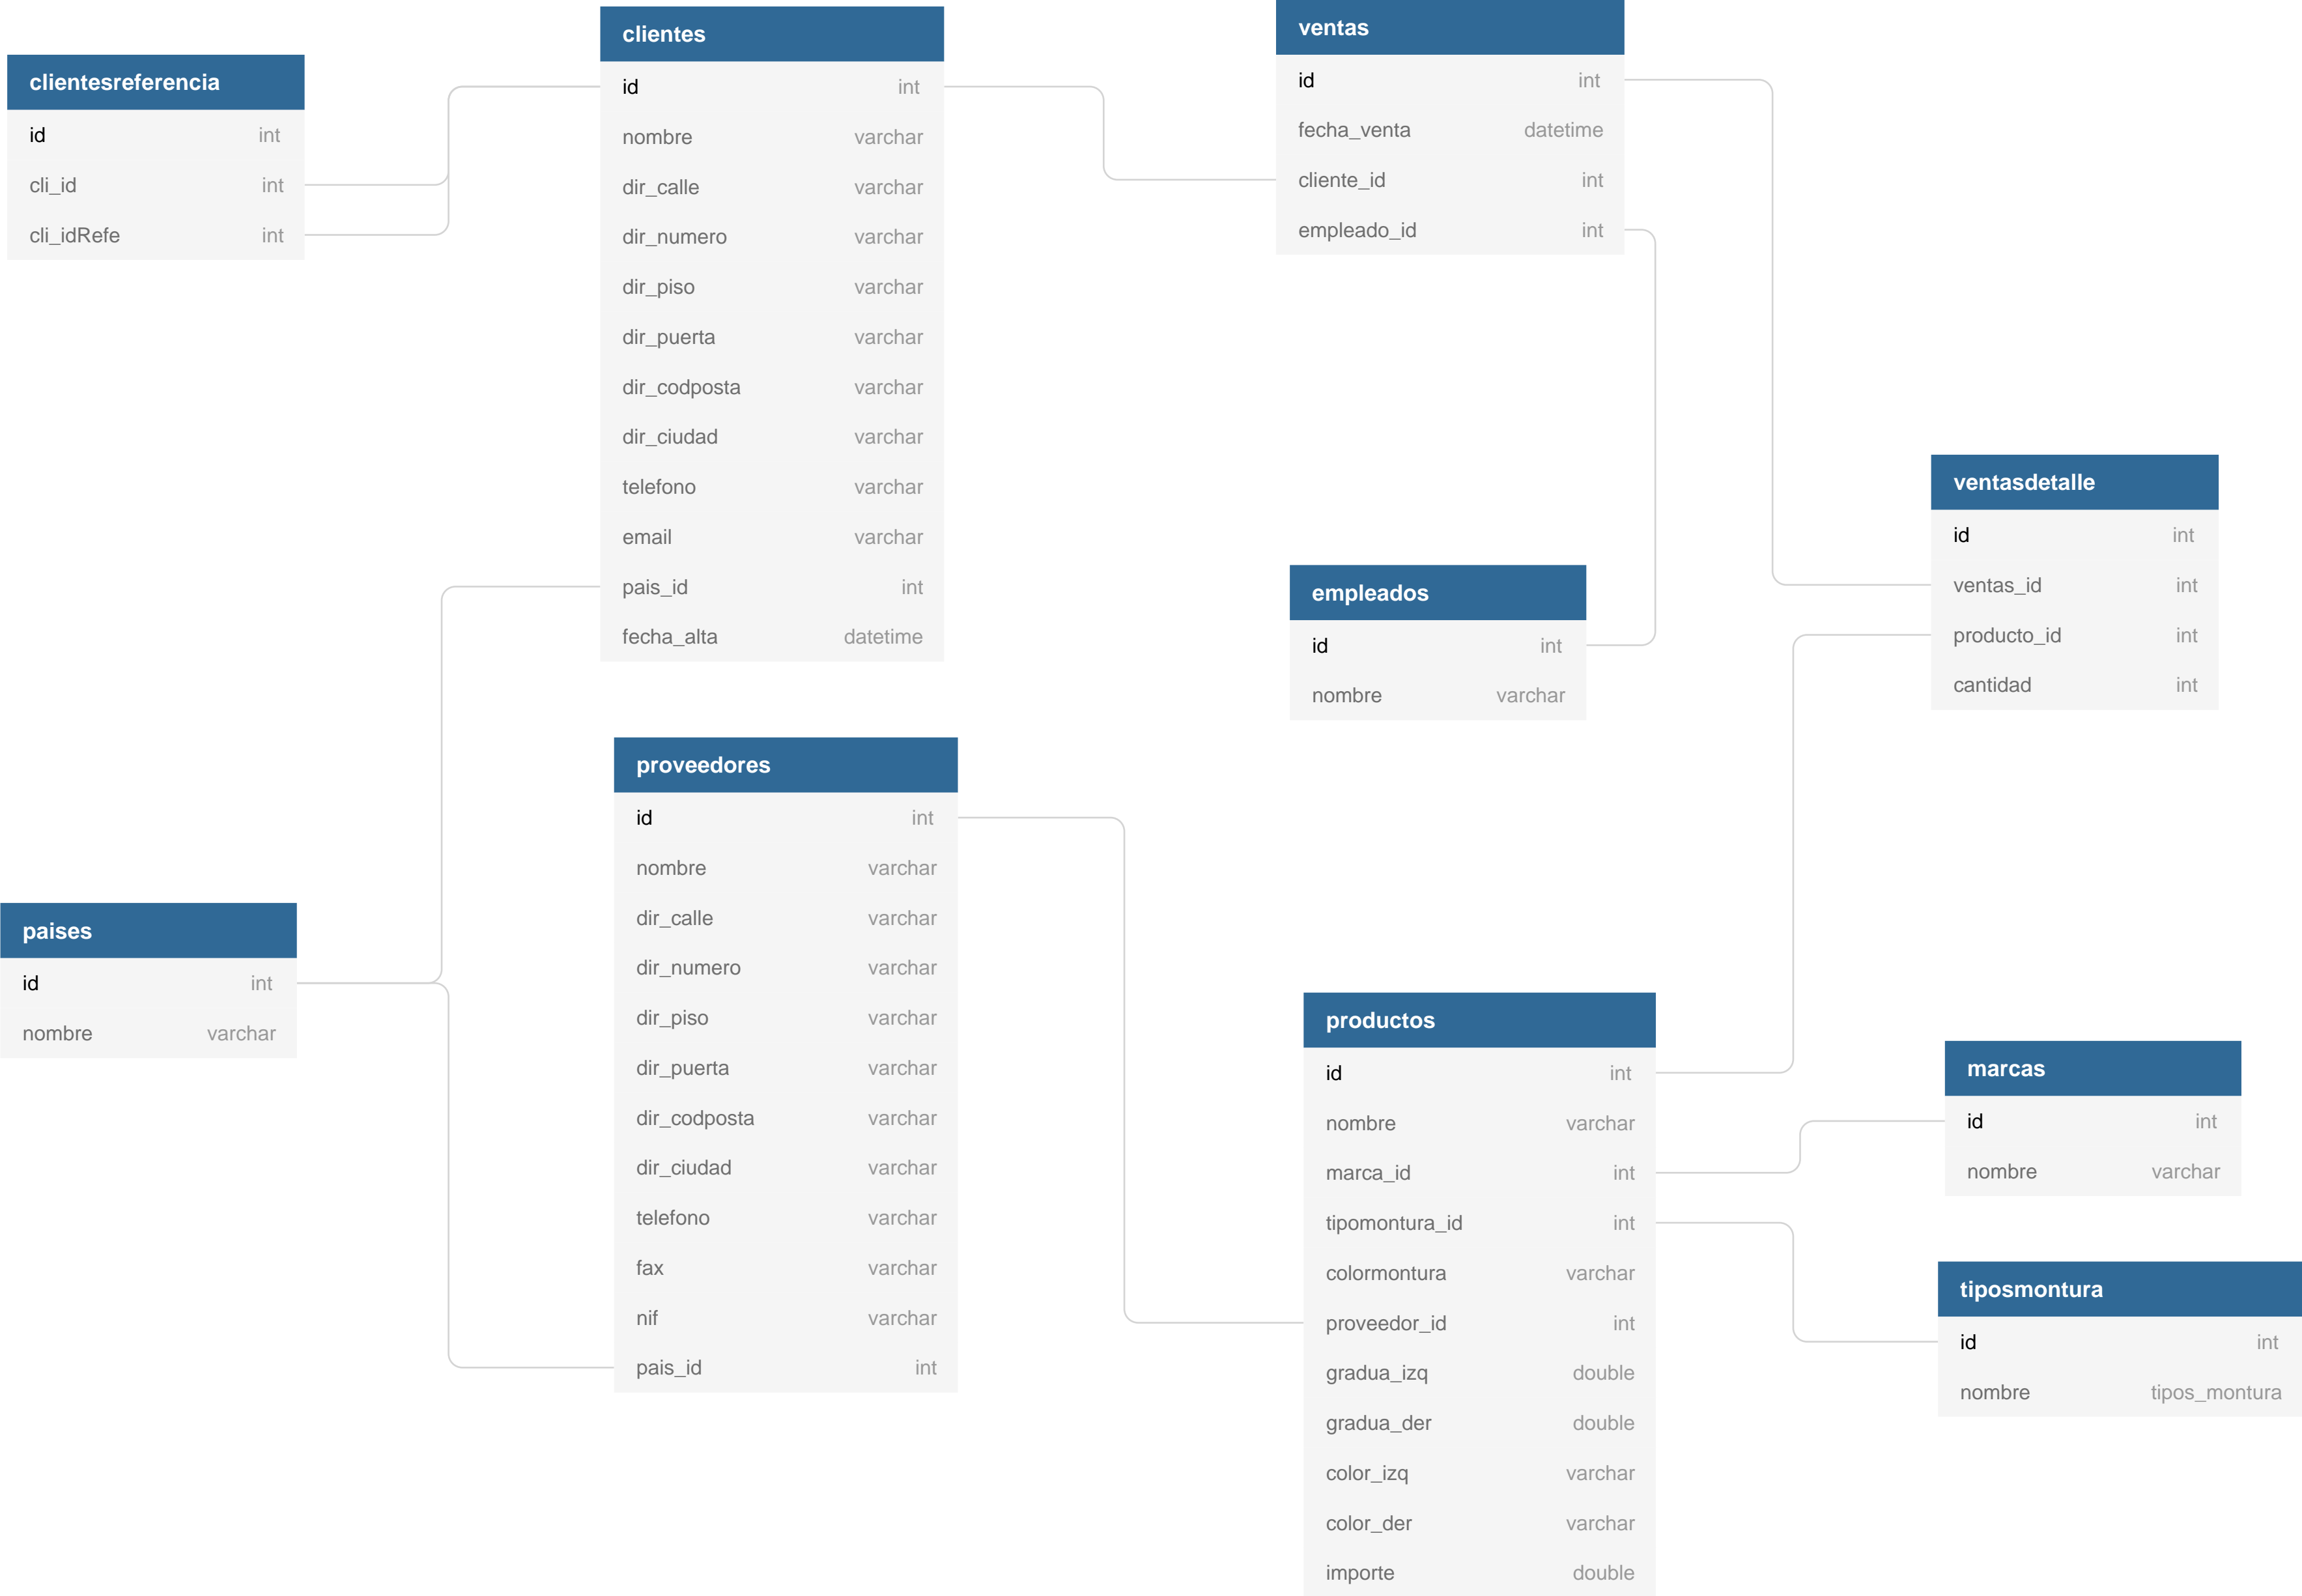 clientesreferencia
id int
cli_id int
cli_idRefe int
clientes
id int
nombre varchar
dir_calle varchar
dir_numero varchar
dir_piso varchar
dir_puerta varchar
dir_codposta varchar
dir_ciudad varchar
telefono varchar
email varchar
pais_id int
fecha_alta datetime
ventas
id int
fecha_venta datetime
cliente_id int
empleado_id int
ventasdetalle
id int
ventas_id int
producto_id int
cantidad int
empleados
id int
nombre varchar
proveedores
id int
nombre varchar
dir_calle varchar
dir_numero varchar
dir_piso varchar
dir_puerta varchar
dir_codposta varchar
dir_ciudad varchar
telefono varchar
fax varchar
nif varchar
pais_id int
paises
id int
nombre varchar
productos
id int
nombre varchar
marca_id int
tipomontura_id int
colormontura varchar
proveedor_id int
gradua_izq double
gradua_der double
color_izq varchar
color_der varchar
importe double
marcas
id int
nombre varchar
tiposmontura
id int
nombre tipos_montura